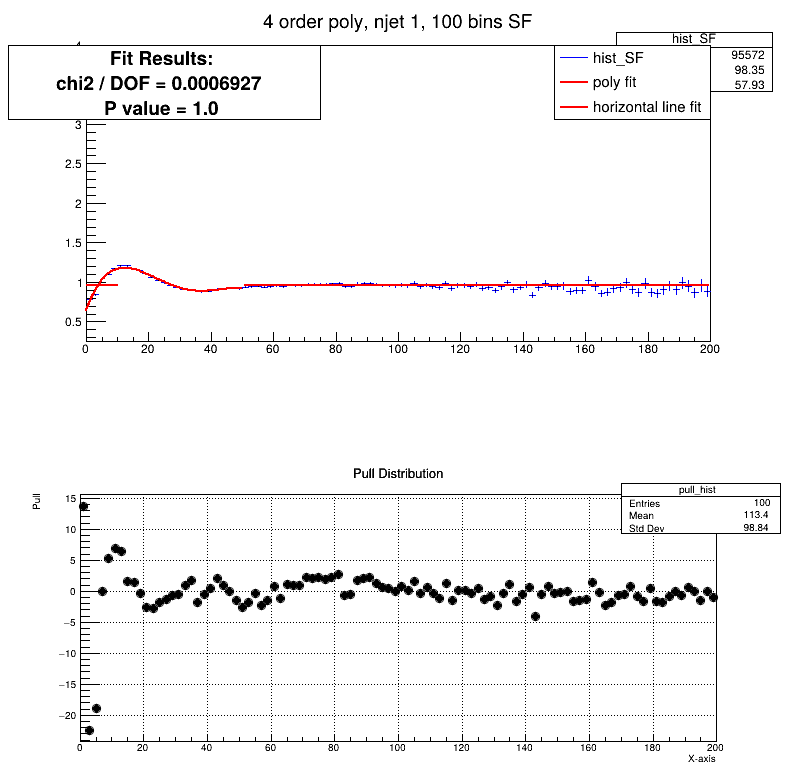 4 order poly, njet 1, 100 bins SF
hist_SF
95572
98.35
57.93
Fit Results:
chi2 / DOF = 0.0006927
P value = 1.0
hist_SF
poly fit
horizontal line fit
3
2.5
2
1.5
1
0.5
0 20 40 60 80 100 120 140 160 180 200
Pull Distribution
pull_hist
Entries 100
Mean 113.4
Std Dev 98.84
Pull
15
10
5
0
−5
−10
−15
−20
0 20 40 60 80 100 120 140 160 180 200
X-axis